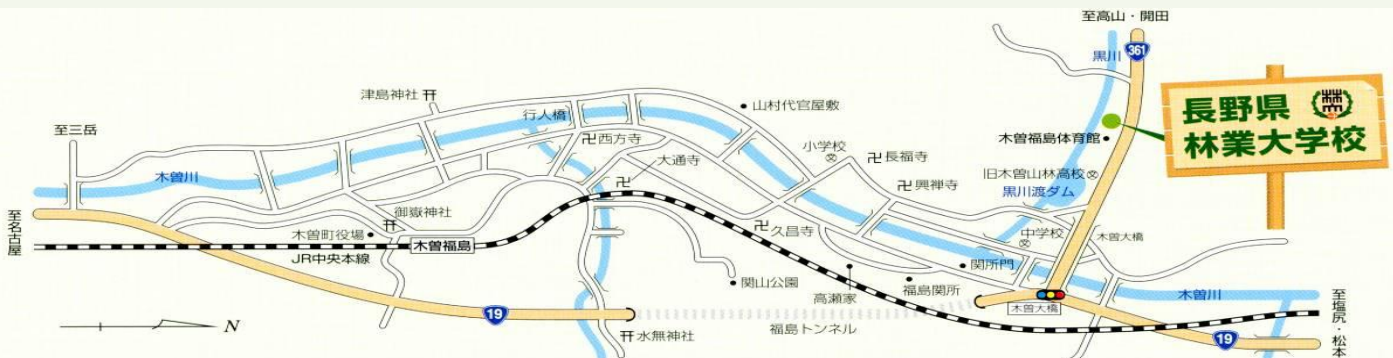 至高山・開田
361
黒川
長野県
林業大学校
津島神社
行人橋
山村代官屋敷
至三岳
西方寺
小学校
木曽福島体育館
大通寺
長福寺
木曽川
旧木曽山林高校
興禅寺
黒川渡ダム
御嶽神社
至名古屋
木曽町役場
木曽福島
久昌寺
中学校
木曽大橋
JR中央本線
関所門
関山公園
高瀬家
福島関所
木曽大橋
木曽川
至塩尻・松本
19
N
水無神社
福島トンネル
19